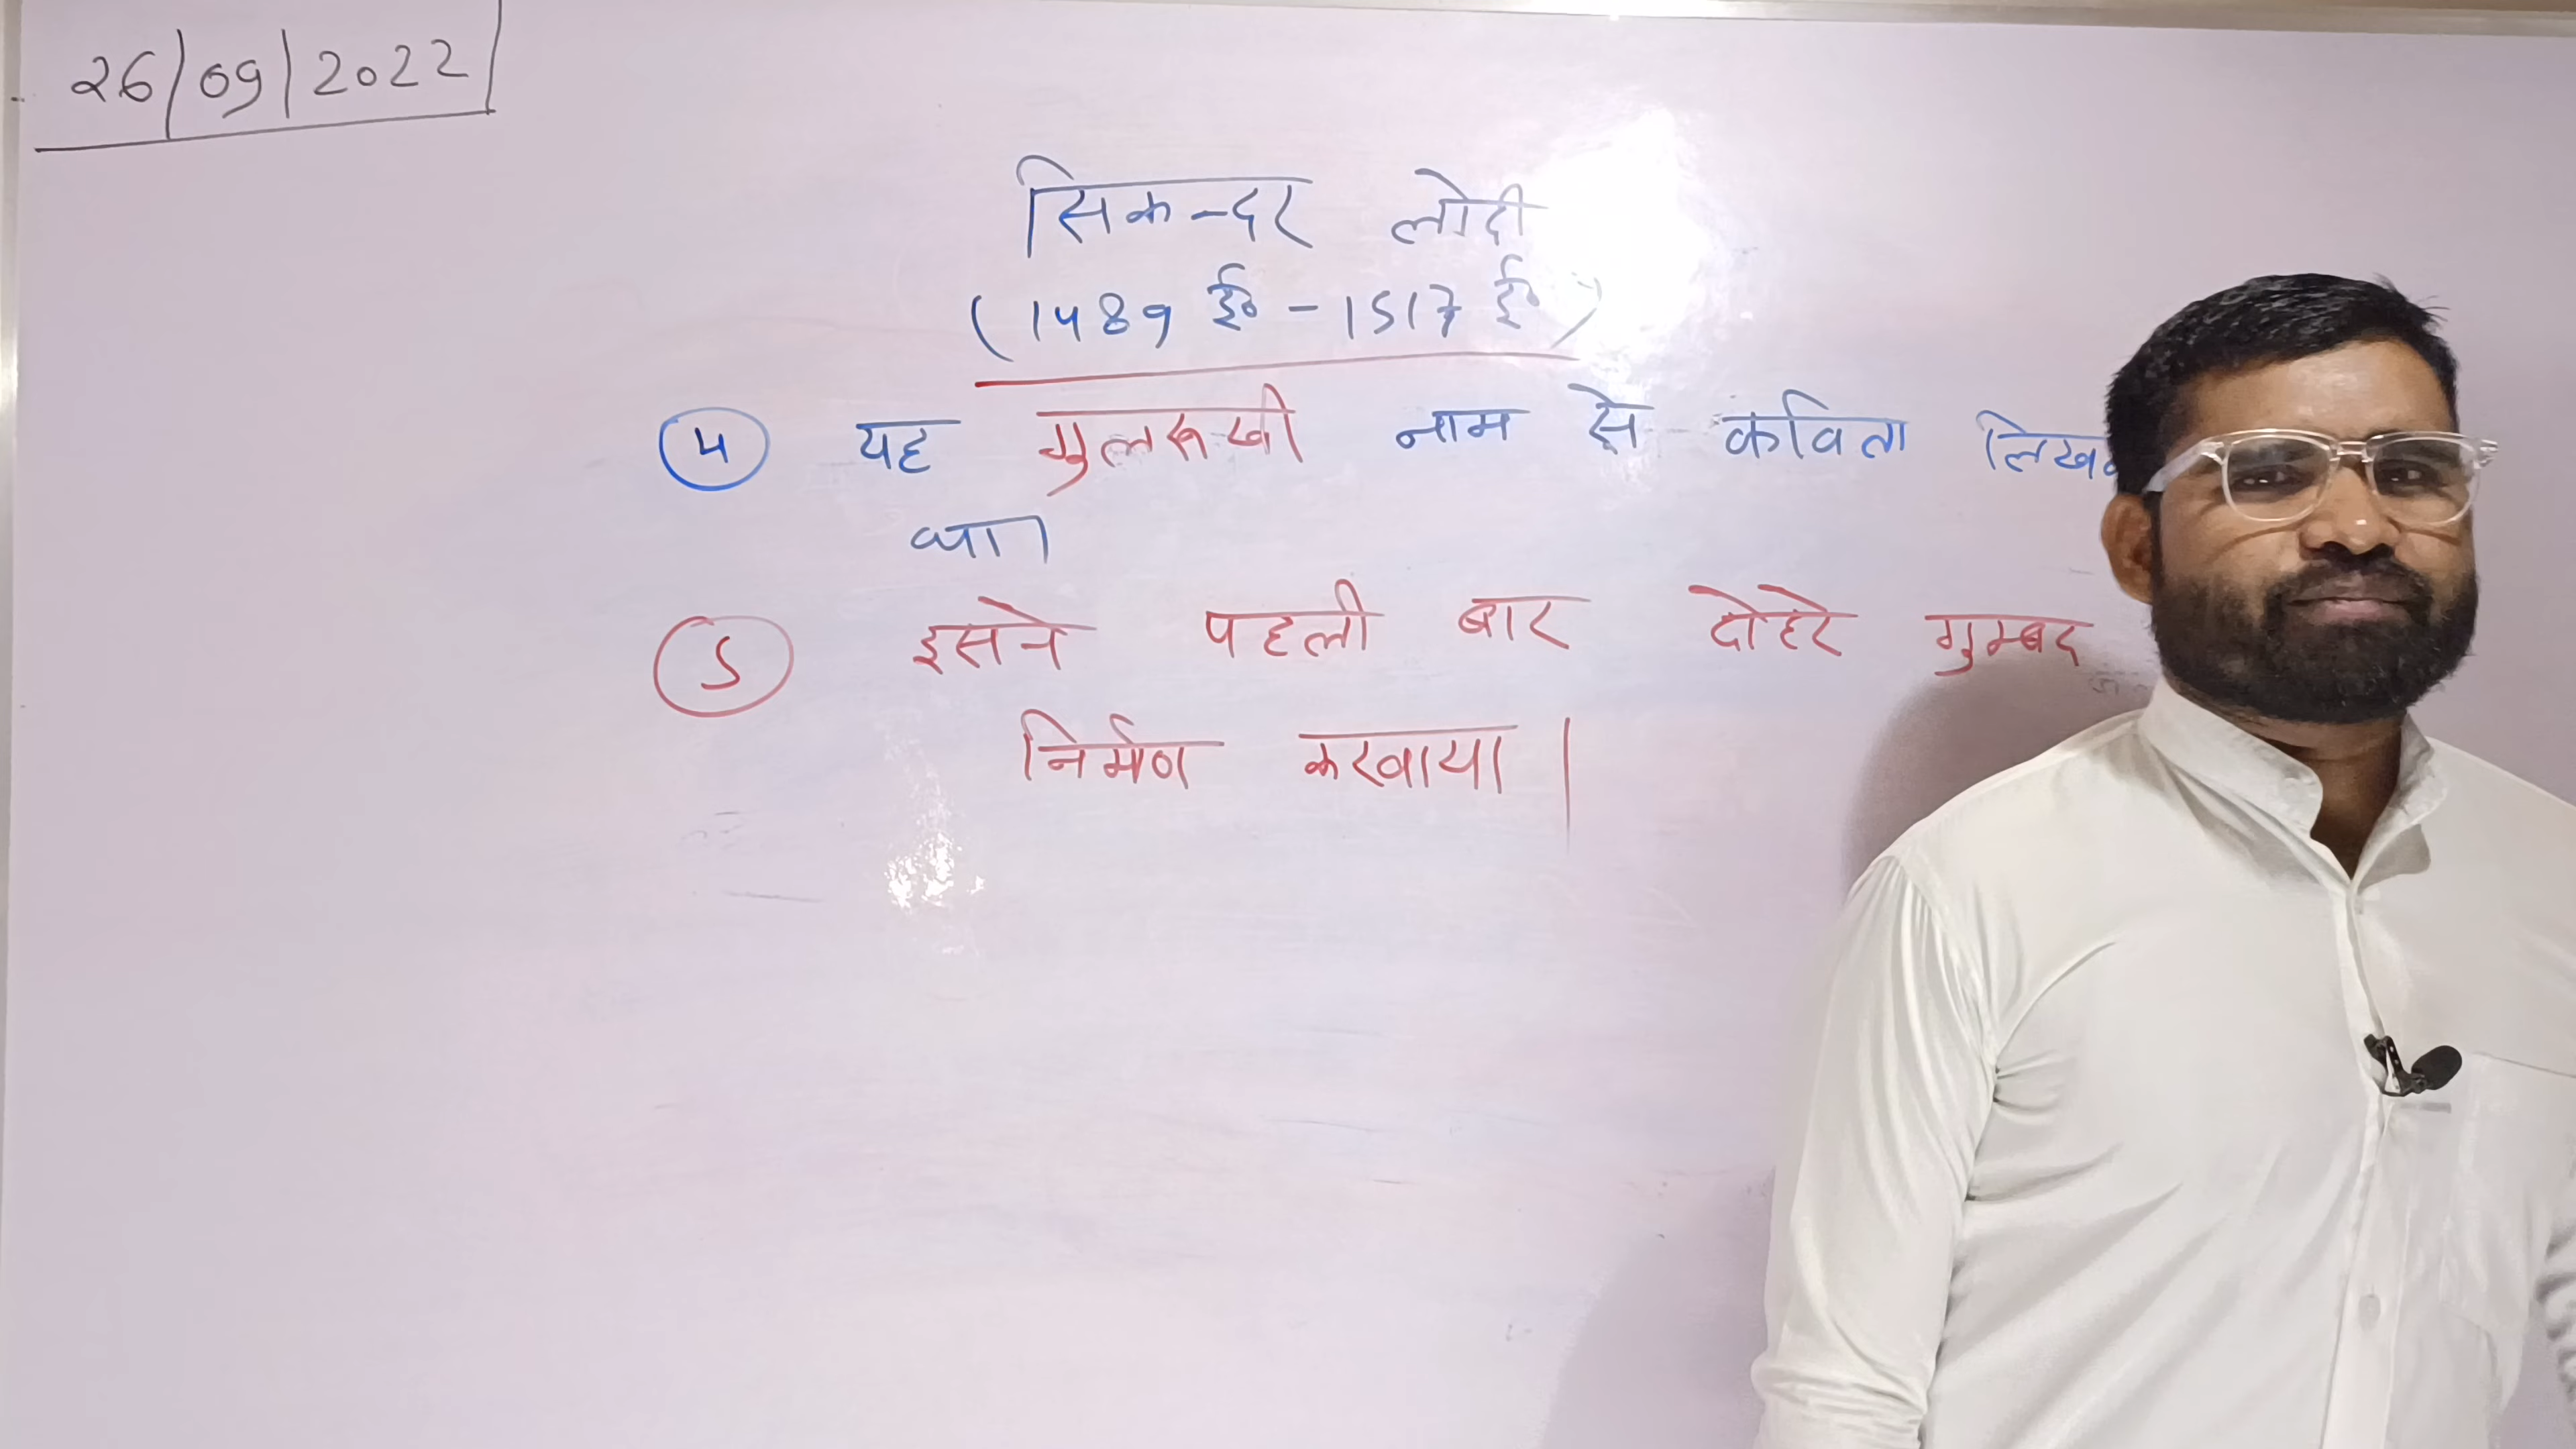 26/09/2022
सिकन्दर लोदी
(1489 ई० - 1517 ई०)
4 यह गुलरूखी नाम से कविता
था।
5 इसने पहली बार दोहरे गुम्बद
निर्माण करवाया।